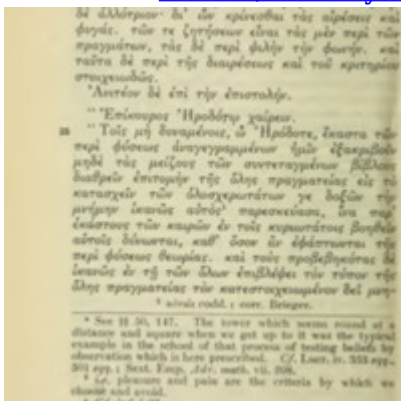 δὲ ἀλλότριον· δι' ὧν κρίνεσθαι τὰς αἱρέσεις καὶ
φυγάς. τῶν τε ζητήσεων εἶναι τὰς μὲν περὶ τῶν
πραγμάτων, τὰς δὲ περὶ ψιλὴν τὴν φωνήν. καὶ
ταῦτα δὲ περὶ τῆς διαιρέσεως καὶ τοῦ κριτηρίου
στοιχειωδῶς.
Ἀνιτέον δὲ ἐπὶ τὴν ἐπιστολήν.
"Ἐπίκουρος Ἡροδότῳ χαίρειν.
35 "Τοῖς μὴ δυναμένοις, ὦ Ἡρόδοτε, ἕκαστα τῶν
περὶ φύσεως ἀναγεγραμμένων ἡμῖν ἐξακριβοῦν
μηδὲ τὰς μείζους τῶν συντεταγμένων βίβλους
διαθρεῖν ἐπιτομὴν τῆς ὅλης πραγματείας εἰς τὸ
κατασχεῖν τῶν ὁλοσχερωτάτων γε δοξῶν τὴν
μνήμην ἱκανῶς αὐτὸς παρεσκεύασα, ἵνα παρ'
ἑκάστους τῶν καιρῶν ἐν τοῖς κυριωτάτοις βοηθεῖν
αὑτοῖς δύνωνται, καθ' ὅσον ἂν ἐφάπτωνται τῆς
περὶ φύσεως θεωρίας. καὶ τοὺς προβεβηκότας δὲ
ἱκανῶς ἐν τῇ τῶν ὅλων ἐπιβλέψει τὸν τύπον τῆς
ὅλης πραγματείας τὸν κατεστοιχειωμένον δεῖ μνη-
codd. : corr. Brieger.
See §§ 50, 147. The tower which seems round at a
distance and square when we get up to it was the typical
example in the school of that process of testing beliefs by
observation which is here prescribed. Cf. Lucr. iv. 353 sqq.,
501 sqq. ; Sext. Emp. Adv. math. vii. 208.
i.e. pleasure and pain are the criteria by which we
choose and avoid.